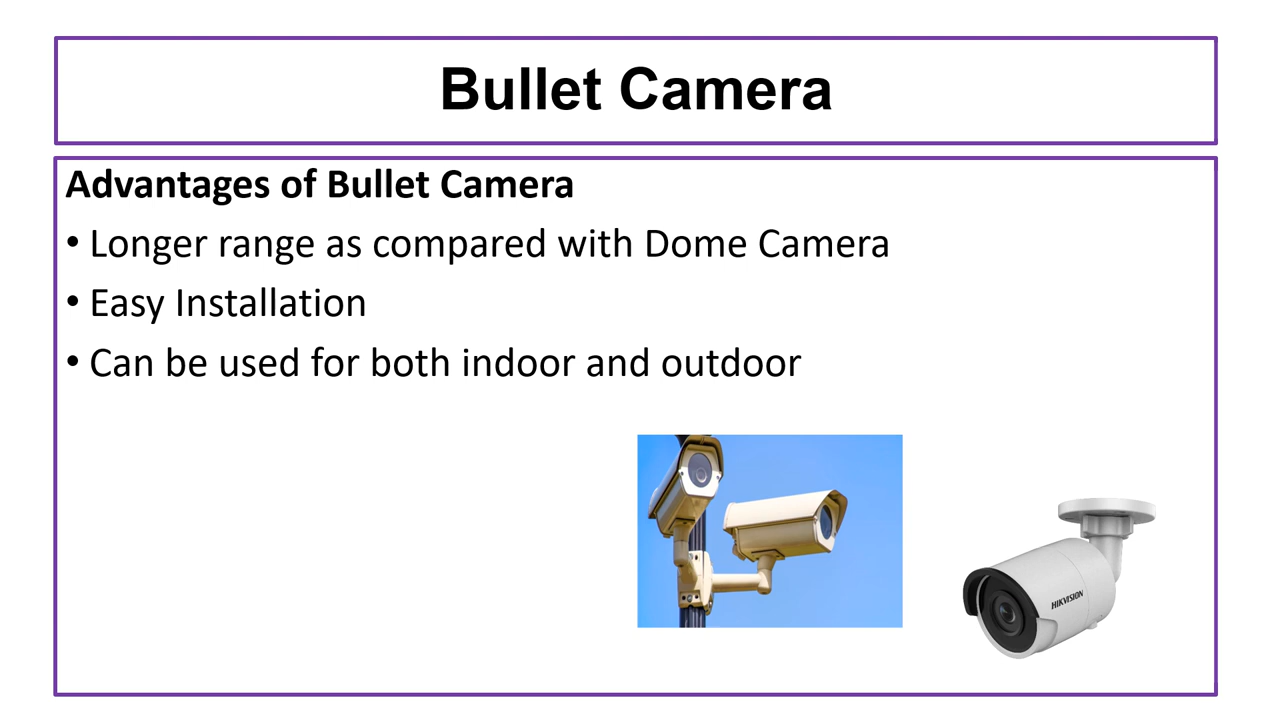 Bullet Camera
Advantages of Bullet Camera
• Longer range as compared with Dome Camera
• Easy Installation
• Can be used for both indoor and outdoor
HIKVISION